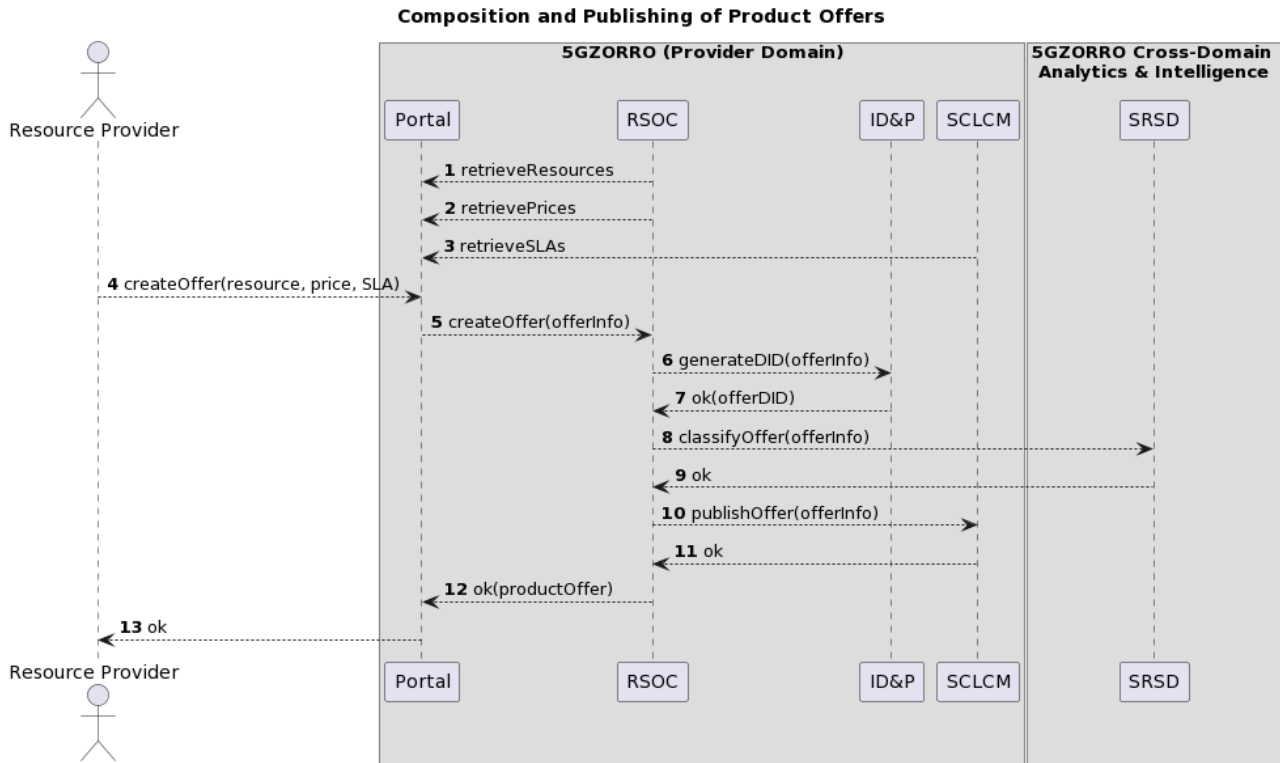 Composition and Publishing of Product Offers
5GZORRO (Provider Domain)
5GZORRO Cross-Domain
Analytics & Intelligence
Resource Provider
Portal
RSOC
ID&P
SCLCM
SRSD
1 retrieveResources
2 retrievePrices
3 retrieveSLAs
4 createOffer(resource, price, SLA)
5 createOffer(offerInfo)
6 generateDID(offerInfo)
7 ok(offerDID)
8 classifyOffer(offerInfo)
9 ok
10 publishOffer(offerInfo)
11 ok
12 ok(productOffer)
13 ok
Resource Provider
Portal
RSOC
ID&P
SCLCM
SRSD